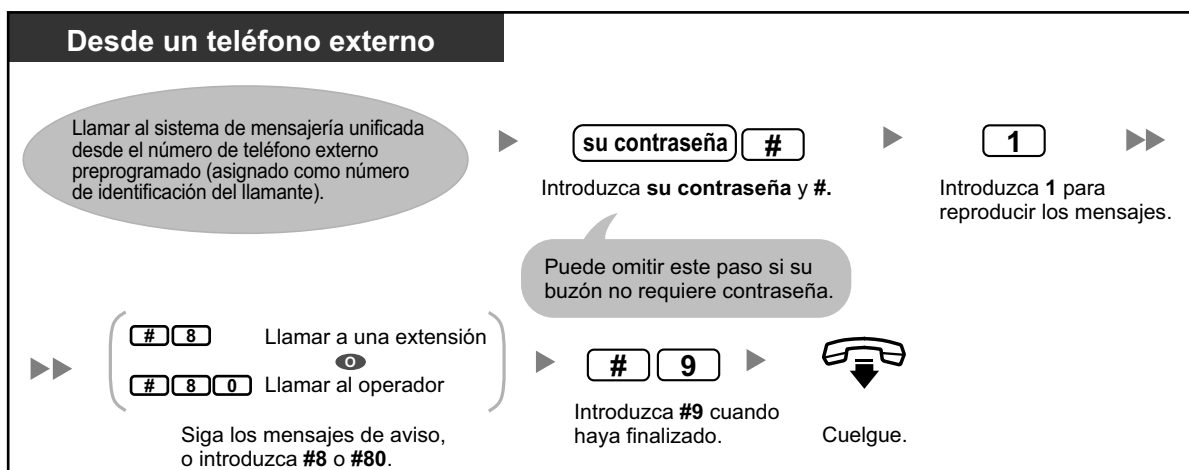 Desde un teléfono externo
Llamar al sistema de mensajería unificada
desde el número de teléfono externo
preprogramado (asignado como número
de identificación del llamante).
su contraseña #
Introduzca su contraseña y #.
Puede omitir este paso si su
buzón no requiere contraseña.
1
Introduzca 1 para
reproducir los mensajes.
# 8 Llamar a una extensión
o
# 8 0 Llamar al operador
Siga los mensajes de aviso,
o introduzca #8 o #80.
# 9
Introduzca #9 cuando
haya finalizado.
Cuelgue.